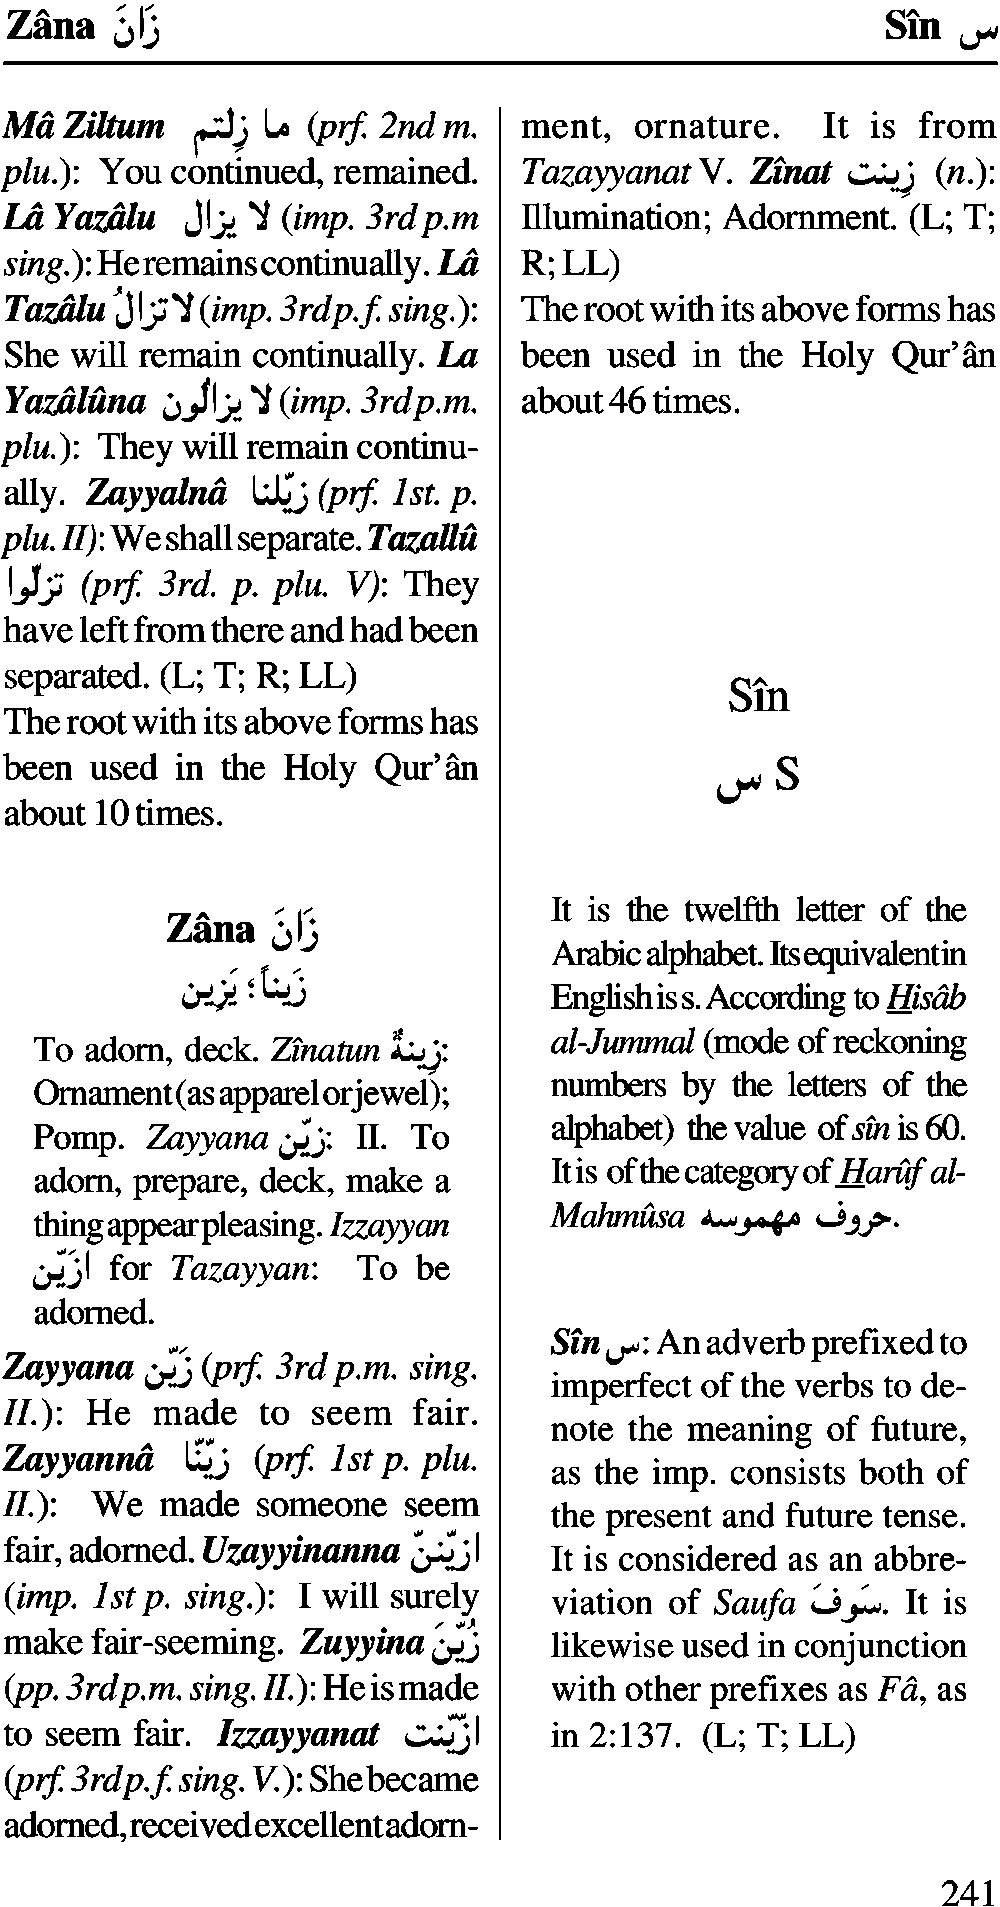 Zâna زَانَ
Sîn س
Mâ Ziltum ما زِلتم (prf. 2nd m.
plu.): You continued, remained.
Lâ Yazâlu لا يزال (imp. 3rd p.m
sing.): He remains continually. Lâ
Tazâlu لا تزالُ (imp. 3rd p.f. sing.):
She will remain continually. La
Yazâlûna لا يزالُون (imp. 3rd p.m.
plu.): They will remain continu-
ally. Zayyalnâ زيّلنا (prf. 1st. p.
plu. II): We shall separate. Tazallû
تزلّوا (prf. 3rd. p. plu. V): They
have left from there and had been
separated. (L; T; R; LL)
The root with its above forms has
been used in the Holy Qur’ân
about 10 times.
Zâna زَانَ
زَيناً؛ يَزِين
To adorn, deck. Zînatun زِينةٌ:
Ornament (as apparel or jewel);
Pomp. Zayyana زيّن: II. To
adorn, prepare, deck, make a
thing appear pleasing. Izzayyan
ازَيّن for Tazayyan: To be
adorned.
Zayyana زَيّن (prf. 3rd p.m. sing.
II.): He made to seem fair.
Zayyannâ زيّنّا (prf. 1st p. plu.
II.): We made someone seem
fair, adorned. Uzayyinanna ازيّننّ
(imp. 1st p. sing.): I will surely
make fair-seeming. Zuyyina زُيّنَ
(pp. 3rd p.m. sing. II.): He is made
to seem fair. Izzayyanat ازّيّنت
(prf. 3rd p.f. sing. V.): She became
adorned, received excellent adorn-
ment, ornature. It is from
Tazayyanat V. Zînat زِينت (n.):
Illumination; Adornment. (L; T;
R; LL)
The root with its above forms has
been used in the Holy Qur’ân
about 46 times.
Sîn
س S
It is the twelfth letter of the
Arabic alphabet. Its equivalent in
English is s. According to Hisâb
al-Jummal (mode of reckoning
numbers by the letters of the
alphabet) the value of sîn is 60.
It is of the category of Harûf al-
Mahmûsa حروف مهموسه.
Sîn س: An adverb prefixed to
imperfect of the verbs to de-
note the meaning of future,
as the imp. consists both of
the present and future tense.
It is considered as an abbre-
viation of Saufa سَوفَ. It is
likewise used in conjunction
with other prefixes as Fâ, as
in 2:137. (L; T; LL)
241